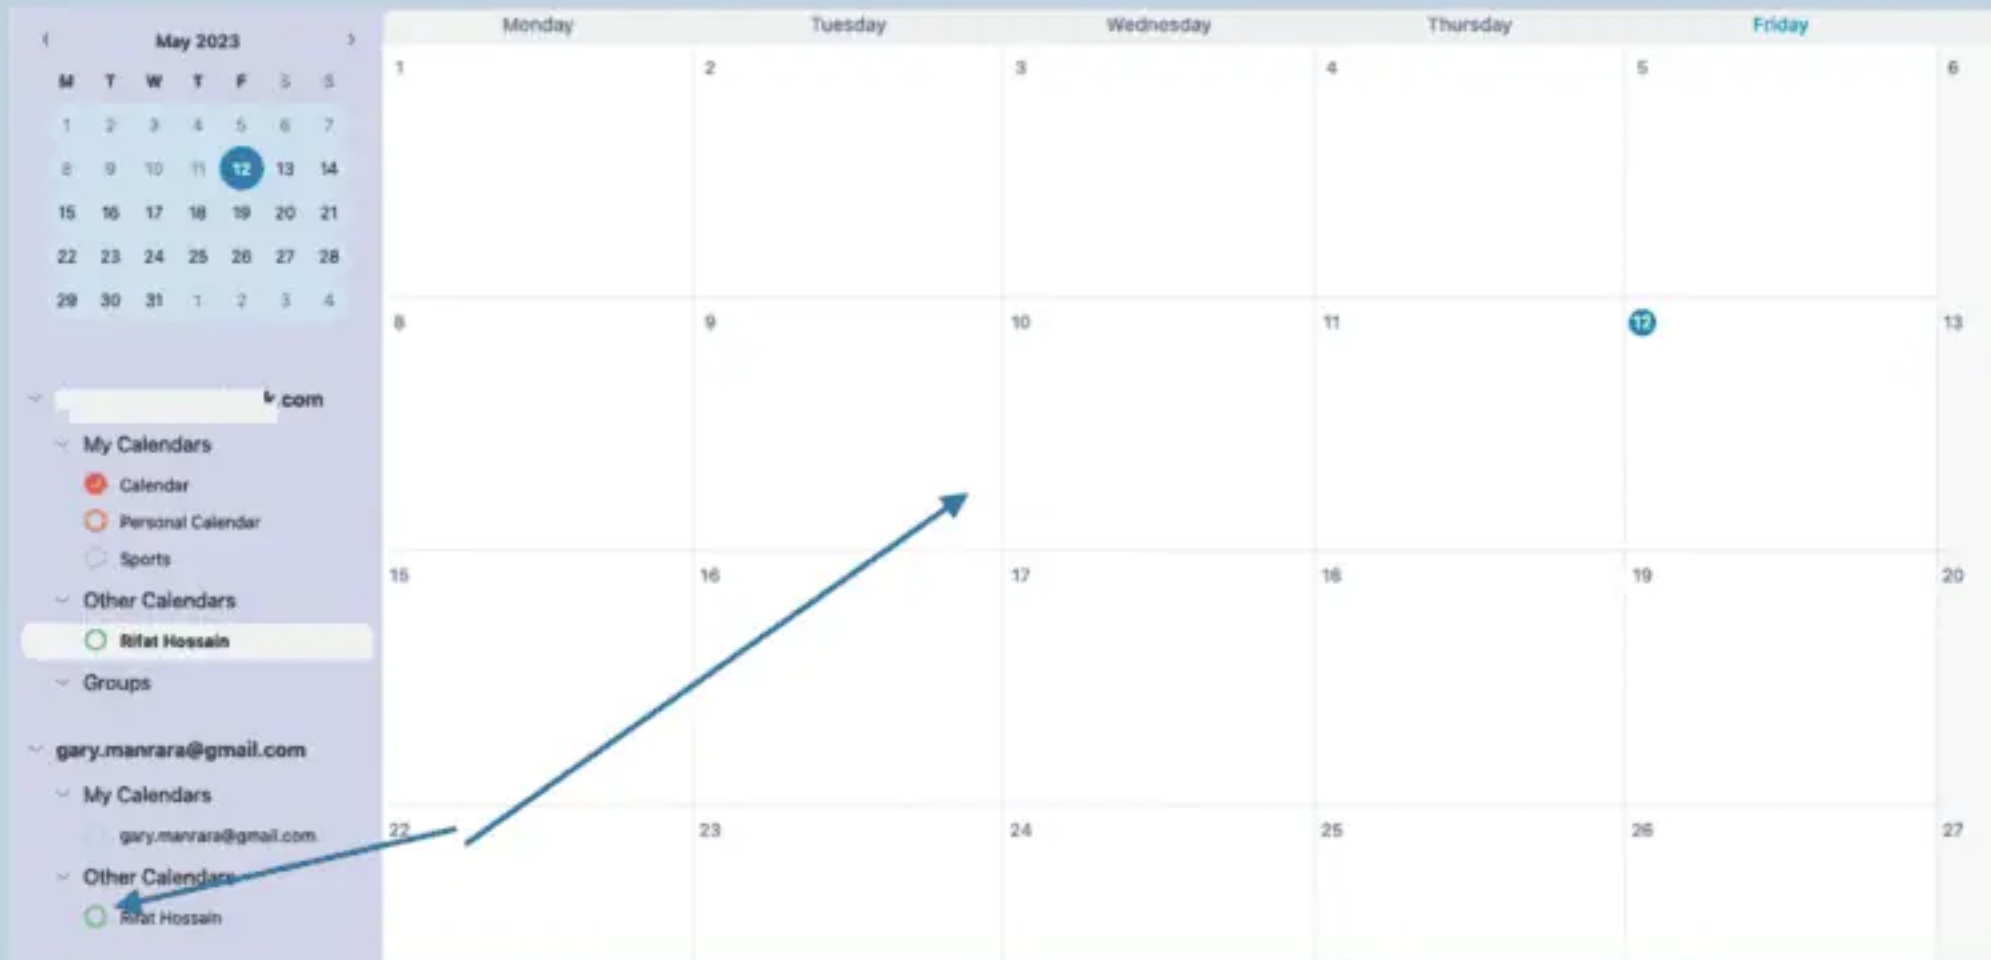 May 2023
M T W T F S S
1 2 3 4 5 6 7
8 9 10 11 12 13 14
15 16 17 18 19 20 21
22 23 24 25 26 27 28
29 30 31 1 2 3 4
.com
My Calendars
Calendar
Personal Calendar
Sports
Other Calendars
Rifat Hossain
Groups
gary.manrara@gmail.com
My Calendars
gary.manrara@gmail.com
Other Calendars
Rifat Hossain
Monday Tuesday Wednesday Thursday Friday
1 2 3 4 5 6
8 9 10 11 12 13
15 16 17 18 19 20
22 23 24 25 26 27